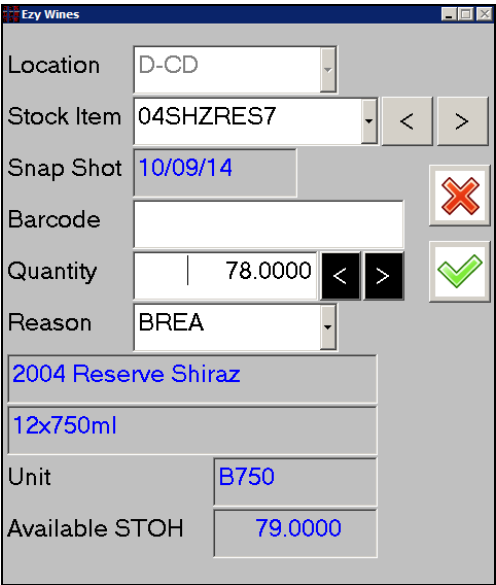 Ezy Wines
Location D-CD
Stock Item 04SHZRES7 < >
Snap Shot 10/09/14
Barcode
Quantity 78.0000 < >
Reason BREA
2004 Reserve Shiraz
12x750ml
Unit B750
Available STOH 79.0000